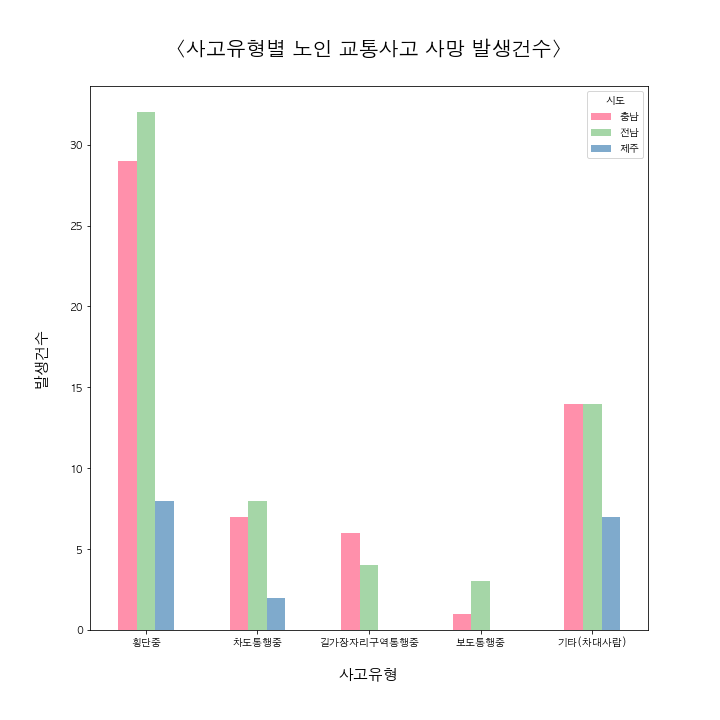 〈사고유형별 노인 교통사고 사망 발생건수〉
시도
충남
전남
제주
발생건수
30
25
20
15
10
5
0
횡단중 차도통행중 길가장자리구역통행중 보도통행중 기타(차대사람)
사고유형